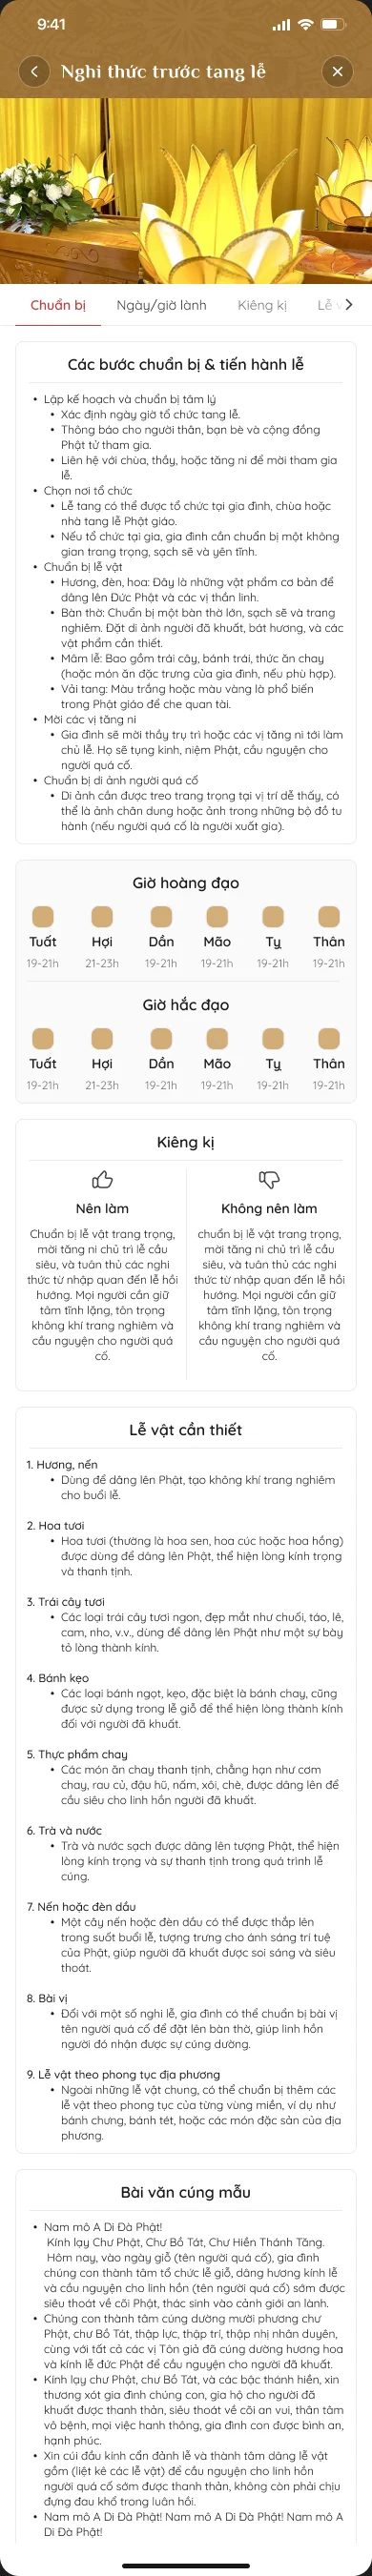 9:41
Nghi thức trước tang lễ
Chuẩn bị
Ngày/giờ lành
Kiêng kị
Lễ
Các bước chuẩn bị & tiến hành lễ
• Lập kế hoạch và chuẩn bị tâm lý
• Xác định ngày giờ tổ chức tang lễ.
• Thông báo cho người thân, bạn bè và cộng đồng
Phật tử tham gia.
• Liên hệ với chùa, thầy, hoặc tăng ni để mời tham gia
lễ.
• Chọn nơi tổ chức
• Lễ tang có thể được tổ chức tại gia đình, chùa hoặc
nhà tang lễ Phật giáo.
• Nếu tổ chức tại gia, gia đình cần chuẩn bị một không
gian trang trọng, sạch sẽ và yên tĩnh.
• Chuẩn bị lễ vật
• Hương, đèn, hoa: Đây là những vật phẩm cơ bản để
dâng lên Đức Phật và các vị thần linh.
• Bàn thờ: Chuẩn bị một bàn thờ lớn, sạch sẽ và trang
nghiêm. Đặt di ảnh người đã khuất, bát hương, và các
vật phẩm cần thiết.
• Mâm lễ: Bao gồm trái cây, bánh trái, thức ăn chay
(hoặc món ăn đặc trưng của gia đình, nếu phù hợp).
• Vải tang: Màu trắng hoặc màu vàng là phổ biến
trong Phật giáo để che quan tài.
• Mời các vị tăng ni
• Gia đình sẽ mời thầy trụ trì hoặc các vị tăng ni tới làm
chủ lễ. Họ sẽ tụng kinh, niệm Phật, cầu nguyện cho
người quá cố.
• Chuẩn bị di ảnh người quá cố
• Di ảnh cần được treo trang trọng tại vị trí dễ thấy, có
thể là ảnh chân dung hoặc ảnh trong những bộ đồ tu
hành (nếu người quá cố là người xuất gia).
Giờ hoàng đạo
Tuất Hợi Dần Mão Tỵ Thân
19-21h 21-23h 19-21h 19-21h 19-21h 19-21h
Giờ hắc đạo
Tuất Hợi Dần Mão Tỵ Thân
19-21h 21-23h 19-21h 19-21h 19-21h 19-21h
Kiêng kị
Nên làm
Chuẩn bị lễ vật trang trọng,
mời tăng ni chủ trì lễ cầu
siêu, và tuân thủ các nghi
thức từ nhập quan đến lễ hồi
hướng. Mọi người cần giữ
tâm tĩnh lặng, tôn trọng
không khí trang nghiêm và
cầu nguyện cho người quá
cố.
Không nên làm
chuẩn bị lễ vật trang trọng,
mời tăng ni chủ trì lễ cầu
siêu, và tuân thủ các nghi
thức từ nhập quan đến lễ hồi
hướng. Mọi người cần giữ
tâm tĩnh lặng, tôn trọng
không khí trang nghiêm và
cầu nguyện cho người quá
cố.
Lễ vật cần thiết
1. Hương, nến
• Dùng để dâng lên Phật, tạo không khí trang nghiêm
cho buổi lễ.
2. Hoa tươi
• Hoa tươi (thường là hoa sen, hoa cúc hoặc hoa hồng)
được dùng để dâng lên Phật, thể hiện lòng kính trọng
và thanh tịnh.
3. Trái cây tươi
• Các loại trái cây tươi ngon, đẹp mắt như chuối, táo, lê,
cam, nho, v.v., dùng để dâng lên Phật như một sự bày
tỏ lòng thành kính.
4. Bánh kẹo
• Các loại bánh ngọt, kẹo, đặc biệt là bánh chay, cũng
được sử dụng trong lễ giỗ để thể hiện lòng thành kính
đối với người đã khuất.
5. Thực phẩm chay
• Các món ăn chay thanh tịnh, chẳng hạn như cơm
chay, rau củ, đậu hũ, nấm, xôi, chè, được dâng lên để
cầu siêu cho linh hồn người đã khuất.
6. Trà và nước
• Trà và nước sạch được dâng lên tượng Phật, thể hiện
lòng kính trọng và sự thanh tịnh trong quá trình lễ
cúng.
7. Nến hoặc đèn dầu
• Một cây nến hoặc đèn dầu có thể được thắp lên
trong suốt buổi lễ, tượng trưng cho ánh sáng trí tuệ
của Phật, giúp người đã khuất được soi sáng và siêu
thoát.
8. Bài vị
• Đối với một số nghi lễ, gia đình có thể chuẩn bị bài vị
tên người quá cố để đặt lên bàn thờ, giúp linh hồn
người đó nhận được sự cúng dường.
9. Lễ vật theo phong tục địa phương
• Ngoài những lễ vật chung, có thể chuẩn bị thêm các
lễ vật theo phong tục của từng vùng miền, ví dụ như
bánh chưng, bánh tét, hoặc các món đặc sản của địa
phương.
Bài văn cúng mẫu
• Nam mô A Di Đà Phật!
Kính lạy Chư Phật, Chư Bồ Tát, Chư Hiền Thánh Tăng.
Hôm nay, vào ngày giỗ (tên người quá cố), gia đình
chúng con thành tâm tổ chức lễ giỗ, dâng hương kính lễ
và cầu nguyện cho linh hồn (tên người quá cố) sớm được
siêu thoát về cõi Phật, thác sinh vào cảnh giới an lành.
• Chúng con thành tâm cúng dường mười phương chư
Phật, chư Bồ Tát, thập lực, thập trí, thập nhị nhân duyên,
cùng với tất cả các vị Tôn giả đã cúng dường hương hoa
và kính lễ đức Phật để cầu nguyện cho người đã khuất.
• Kính lạy chư Phật, chư Bồ Tát, và các bậc thánh hiền, xin
thương xót gia đình chúng con, gia hộ cho người đã
khuất được thanh thản, siêu thoát về cõi an vui, thân tâm
vô bệnh, mọi việc hanh thông, gia đình con được bình an,
hạnh phúc.
• Xin cúi đầu kính cẩn đảnh lễ và thành tâm dâng lễ vật
gồm (liệt kê các lễ vật) để cầu nguyện cho linh hồn
người quá cố sớm được thanh thản, không còn phải chịu
đựng đau khổ trong luân hồi.
• Nam mô A Di Đà Phật! Nam mô A Di Đà Phật! Nam mô A
Di Đà Phật!